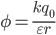 ϕ = kq₀ / εr